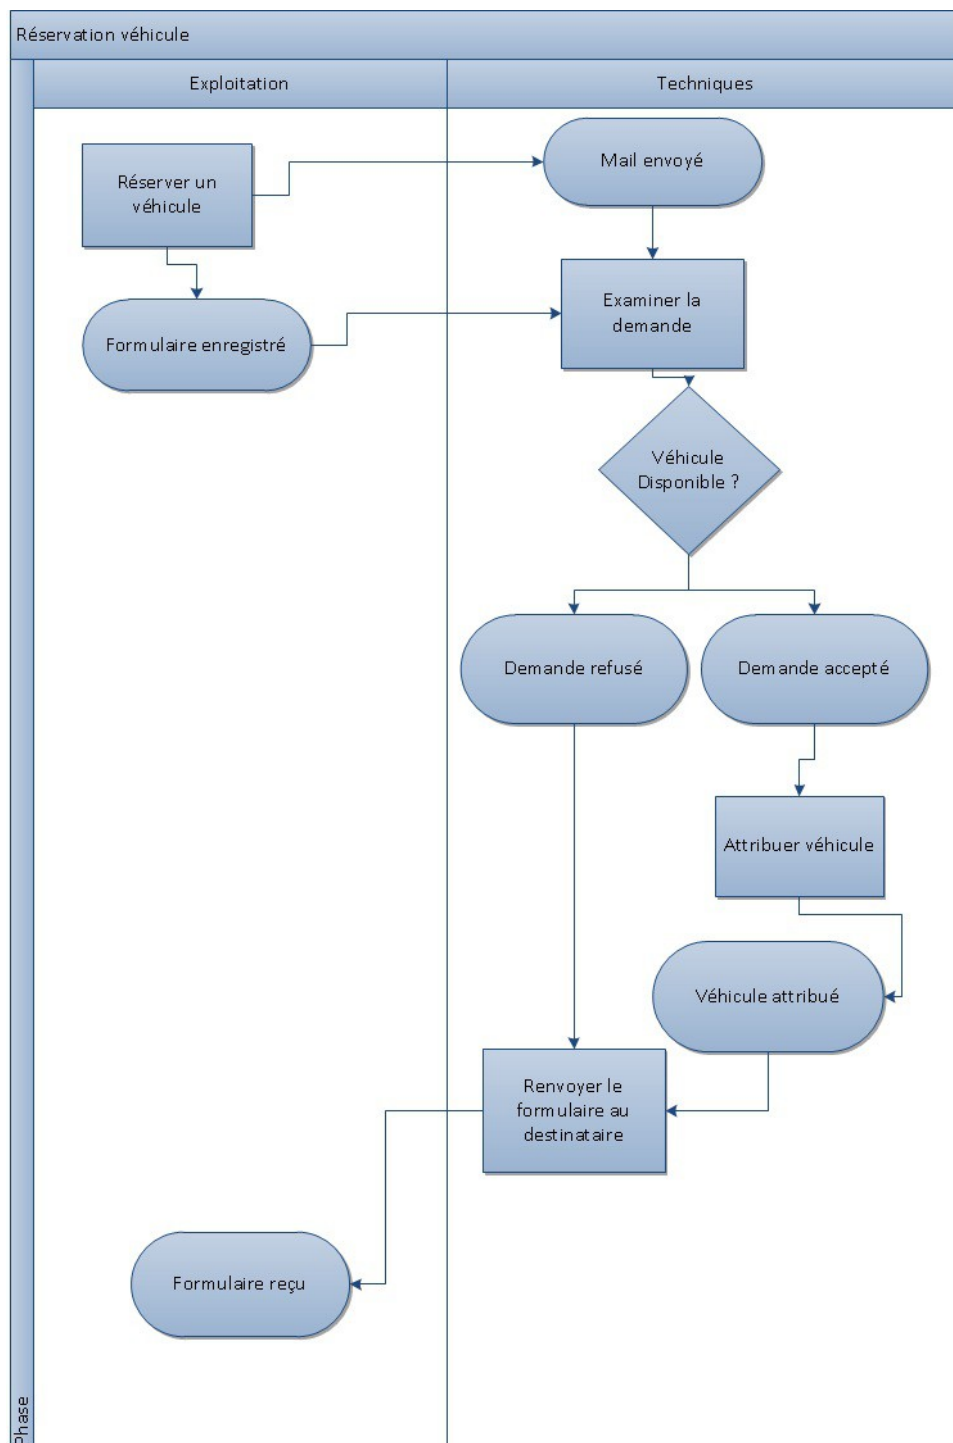 Réservation véhicule
Exploitation
Techniques
Mail envoyé
Réserver un
véhicule
Examiner la
demande
Formulaire enregistré
Véhicule
Disponible ?
Demande refusé
Demande accepté
Attribuer véhicule
Véhicule attribué
Renvoyer le
formulaire au
destinataire
Formulaire reçu
Phase